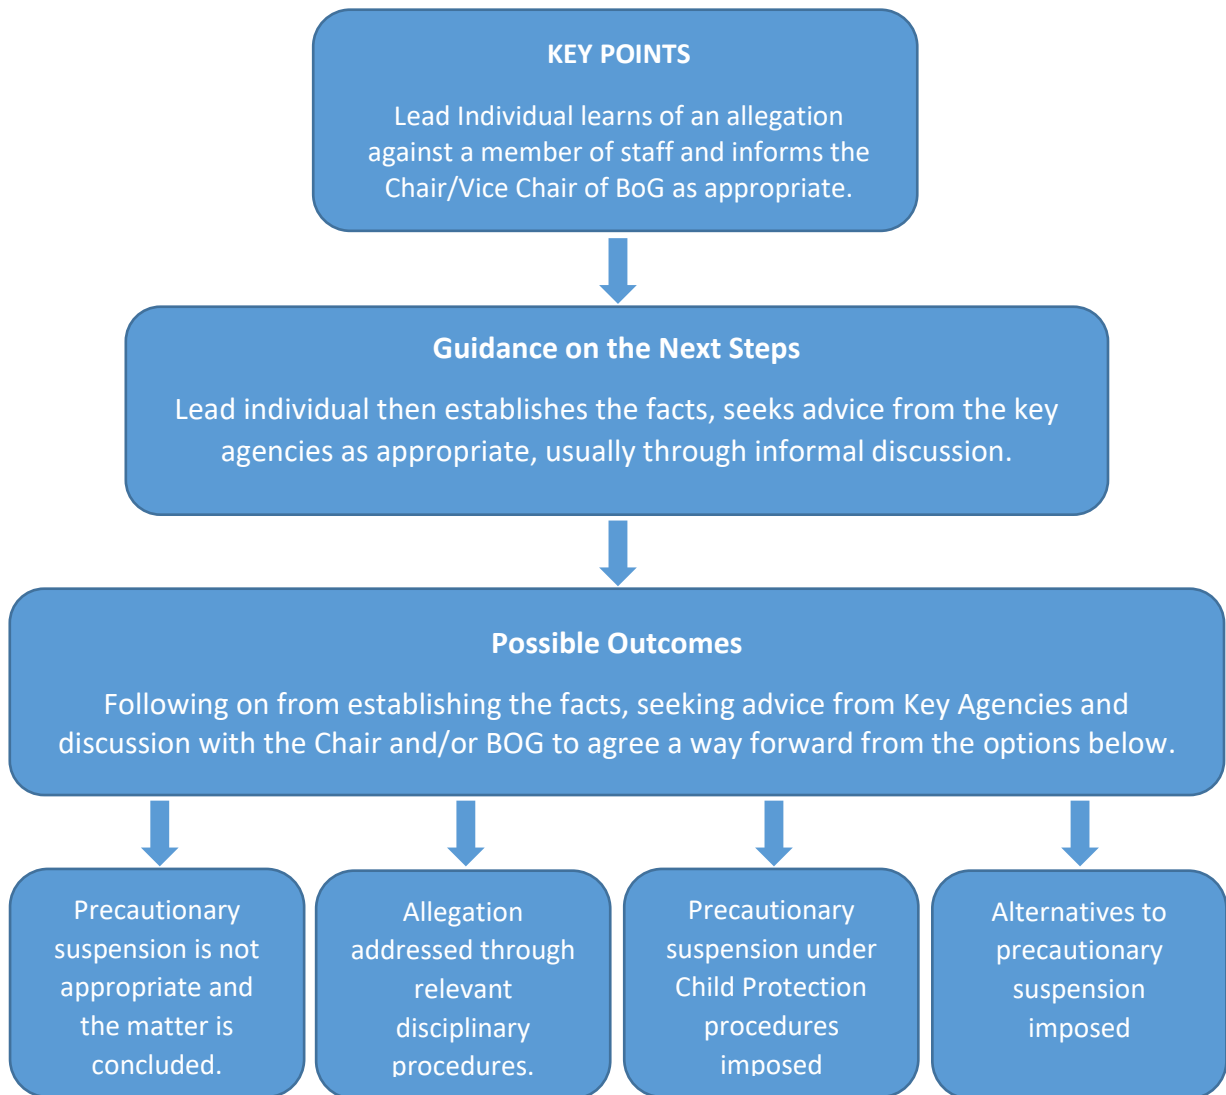 KEY POINTS
Lead Individual learns of an allegation
against a member of staff and informs the
Chair/Vice Chair of BoG as appropriate.
Guidance on the Next Steps
Lead individual then establishes the facts, seeks advice from the key
agencies as appropriate, usually through informal discussion.
Possible Outcomes
Following on from establishing the facts, seeking advice from Key Agencies and
discussion with the Chair and/or BOG to agree a way forward from the options below.
Precautionary
suspension is not
appropriate and
the matter is
concluded.
Allegation
addressed through
relevant
disciplinary
procedures.
Precautionary
suspension under
Child Protection
procedures
imposed
Alternatives to
precautionary
suspension
imposed